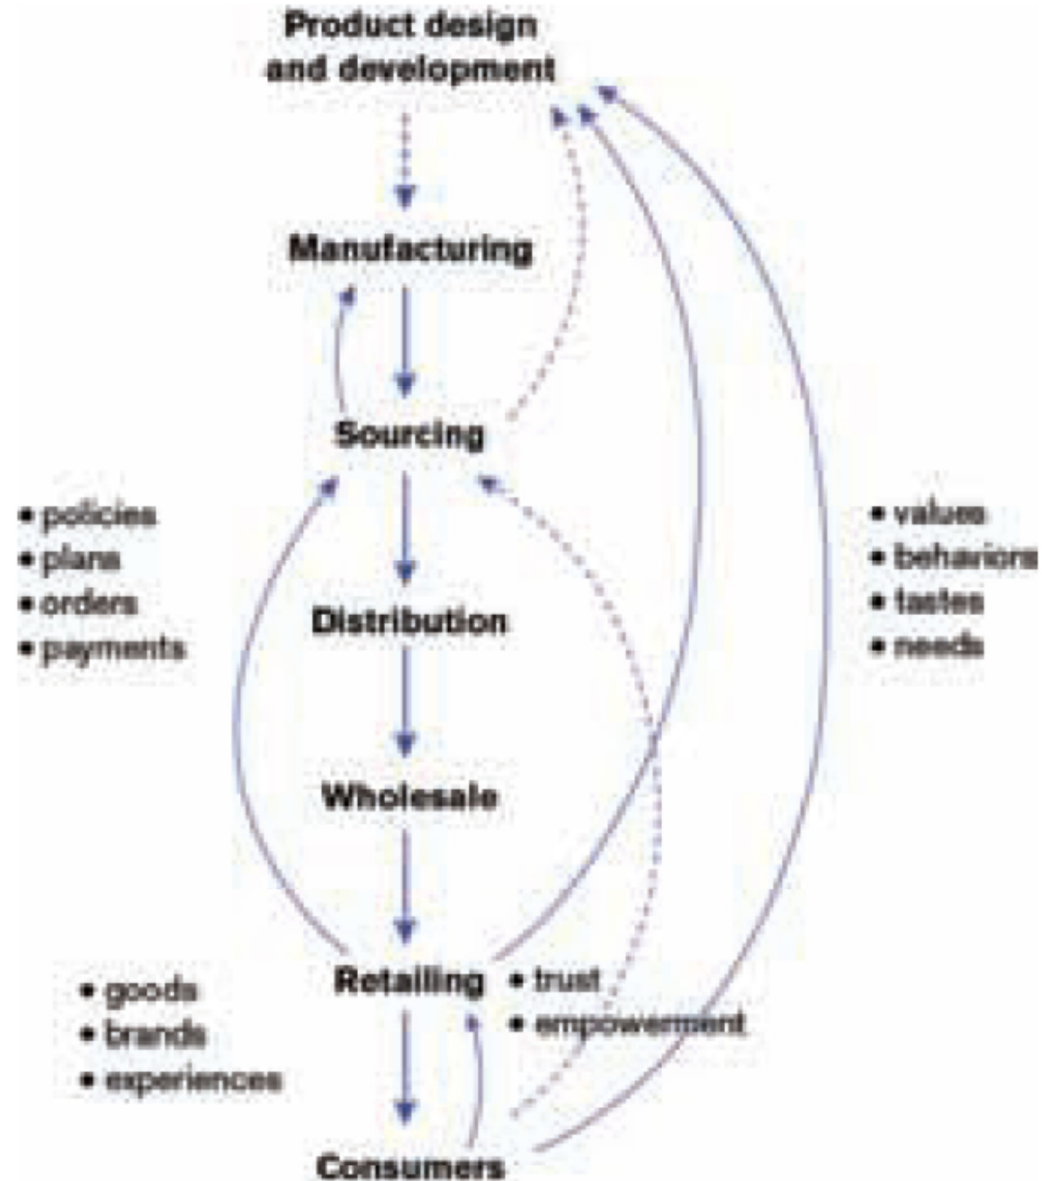 Product design
and development
Manufacturing
Sourcing
• policies
• plans
• orders
• payments
• values
• behaviors
• tastes
• needs
Distribution
Wholesale
Retailing
• trust
• empowerment
• goods
• brands
• experiences
Consumers